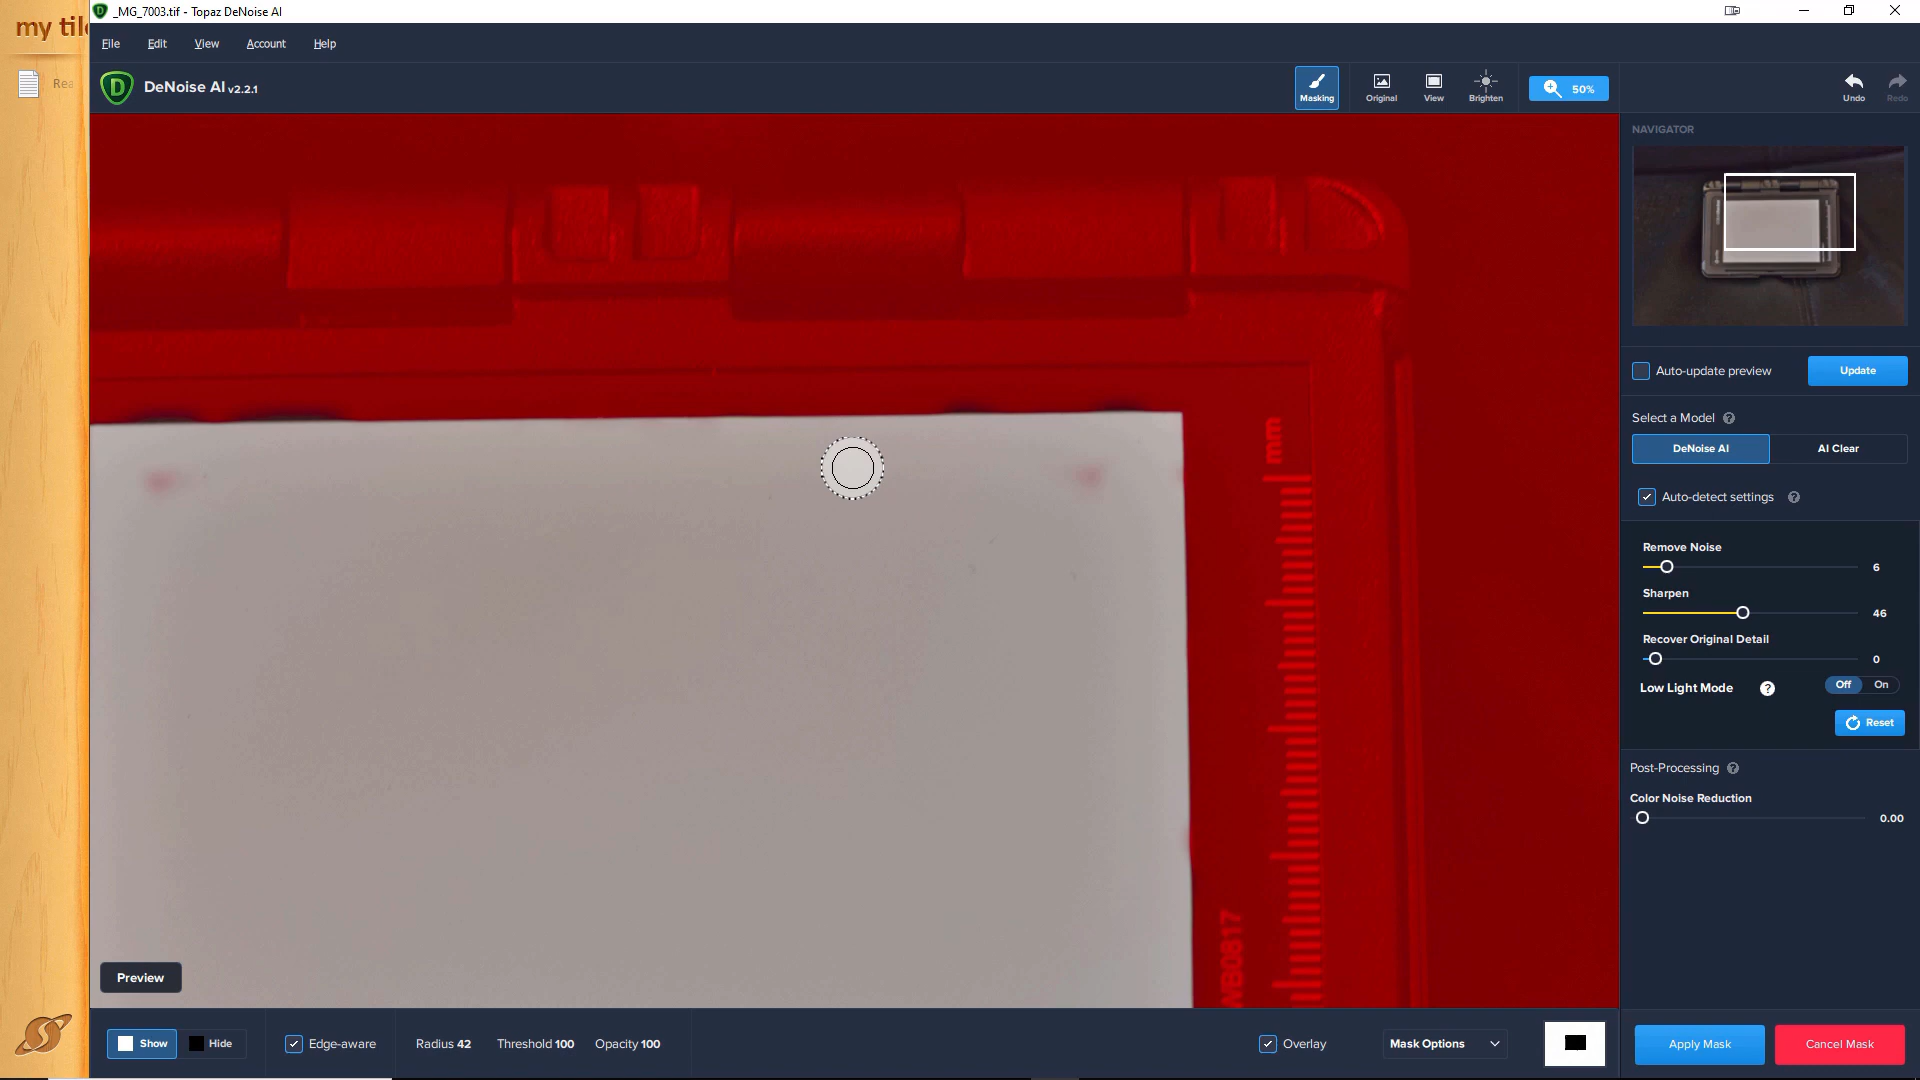 my tile
_MG_7003.tif - Topaz DeNoise AI
File
Edit
View
Account
Help
D
DeNoise AI v2.2.1
Masking
Original
View
Brighten
50%
Undo
Redo
NAVIGATOR
Auto-update preview
Update
Select a Model ?
DeNoise AI
AI Clear
Auto-detect settings ?
Remove Noise
6
Sharpen
46
Recover Original Detail
0
Low Light Mode ?
Off
On
Reset
Post-Processing ?
Color Noise Reduction
0.00
mm
WB0817
Preview
Show
Hide
Edge-aware
Radius 42
Threshold 100
Opacity 100
Overlay
Mask Options
Apply Mask
Cancel Mask